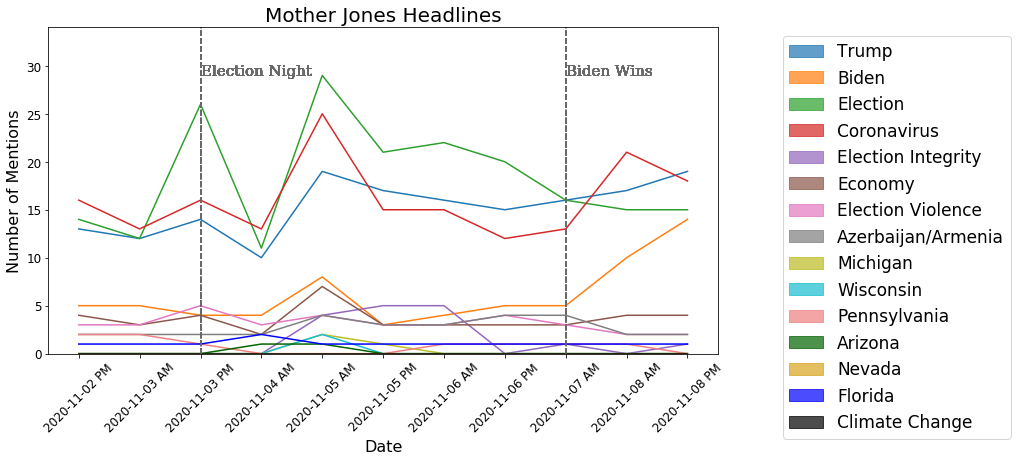 Mother Jones Headlines
Number of Mentions
30
25
20
15
10
5
0
Election Night
Biden Wins
2020-11-02 PM
2020-11-03 AM
2020-11-03 PM
2020-11-04 AM
2020-11-05 AM
2020-11-05 PM
2020-11-06 AM
2020-11-06 PM
2020-11-07 AM
2020-11-08 AM
2020-11-08 PM
Date
Trump
Biden
Election
Coronavirus
Election Integrity
Economy
Election Violence
Azerbaijan/Armenia
Michigan
Wisconsin
Pennsylvania
Arizona
Nevada
Florida
Climate Change